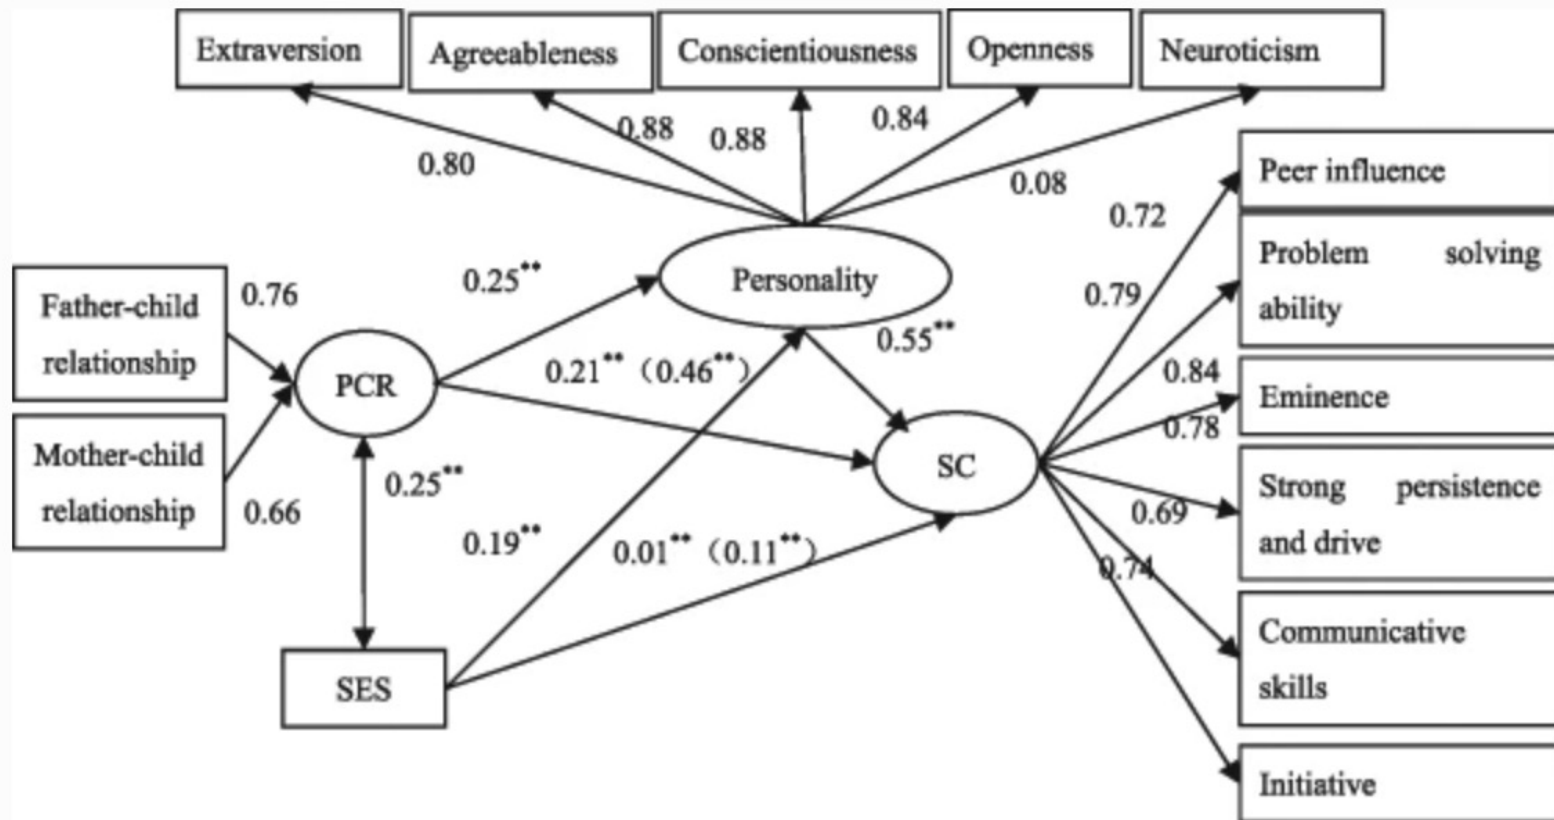 Extraversion
Agreeableness
Conscientiousness
Openness
Neuroticism
0.80
0.88
0.88
0.84
0.08
Peer influence
0.72
Problem solving
ability
0.79
Father-child
relationship
0.76
0.25**
Personality
0.55**
PCR
0.21** (0.46**)
0.84
Eminence
0.78
Mother-child
relationship
0.66
0.25**
SC
Strong persistence
and drive
0.69
0.19**
0.01** (0.11**)
0.74
Communicative
skills
SES
Initiative